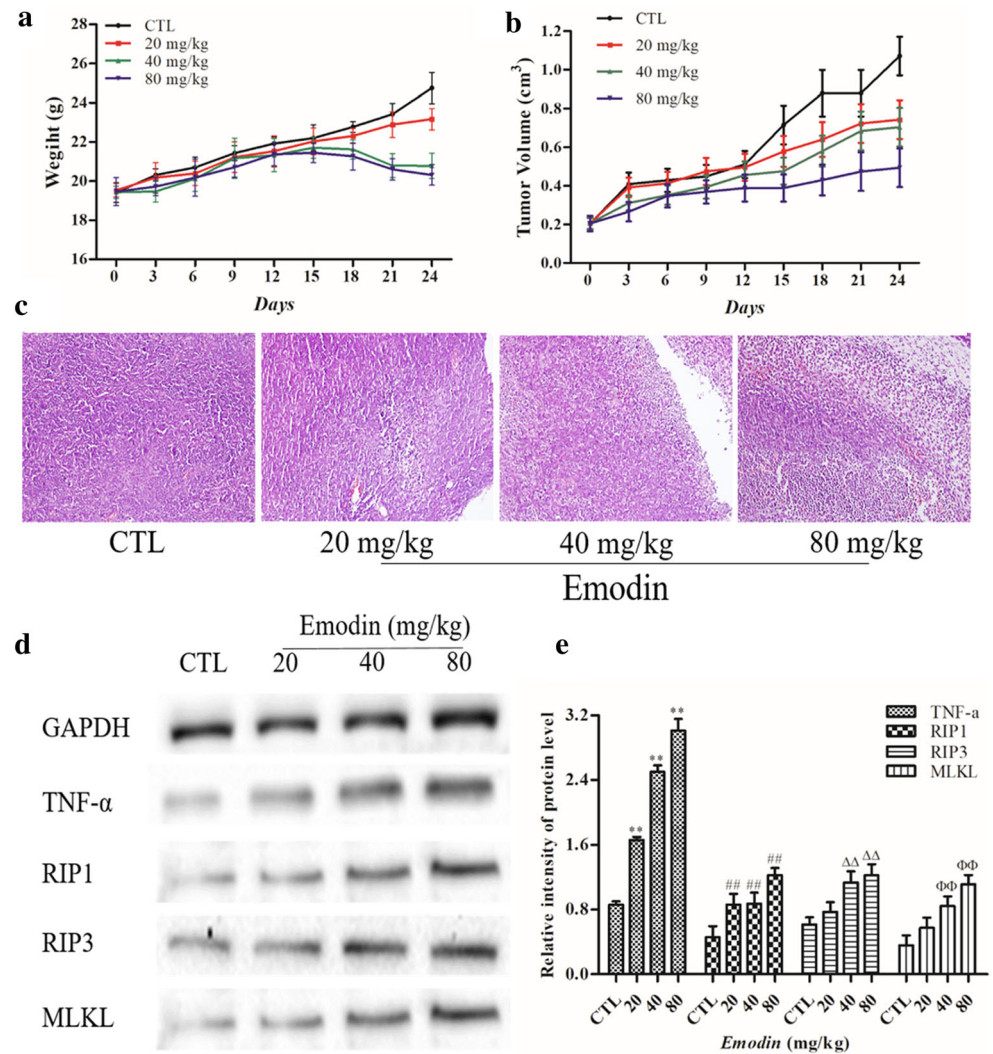 a
28
26
24
22
20
18
16
Wegiht (g)
CTL
20 mg/kg
40 mg/kg
80 mg/kg
0 3 6 9 12 15 18 21 24
Days
b
1.2
1.0
0.8
0.6
0.4
0.2
0.0
Tumor Volume (cm³)
CTL
20 mg/kg
40 mg/kg
80 mg/kg
0 3 6 9 12 15 18 21 24
Days
c
CTL 20 mg/kg 40 mg/kg 80 mg/kg
Emodin
d
Emodin (mg/kg)
CTL 20 40 80
GAPDH
TNF-α
RIP1
RIP3
MLKL
e
3.2
2.4
1.6
0.8
0.0
Relative intensity of protein level
TNF-a
RIP1
RIP3
MLKL
** ** **
## ## ##
ΔΔ ΔΔ
ΦΦ ΦΦ
CTL 20 40 80 CTL 20 40 80 CTL 20 40 80 CTL 20 40 80
Emodin (mg/kg)